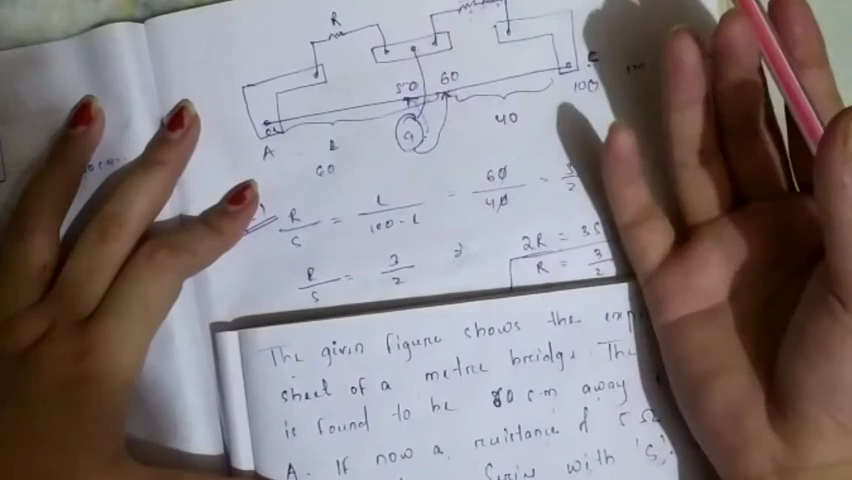 R
50 60
G
A
L
60
40
C
100
R/S = L/100-L = 60/40 =
R/S = 3/2 ⇒ 2R = 3S
R = 3/2
The given figure shows the
sheet of a metre bridge. The
is found to be 60 cm away
A. If now a resistance of 5 Ω
Series with 'S'